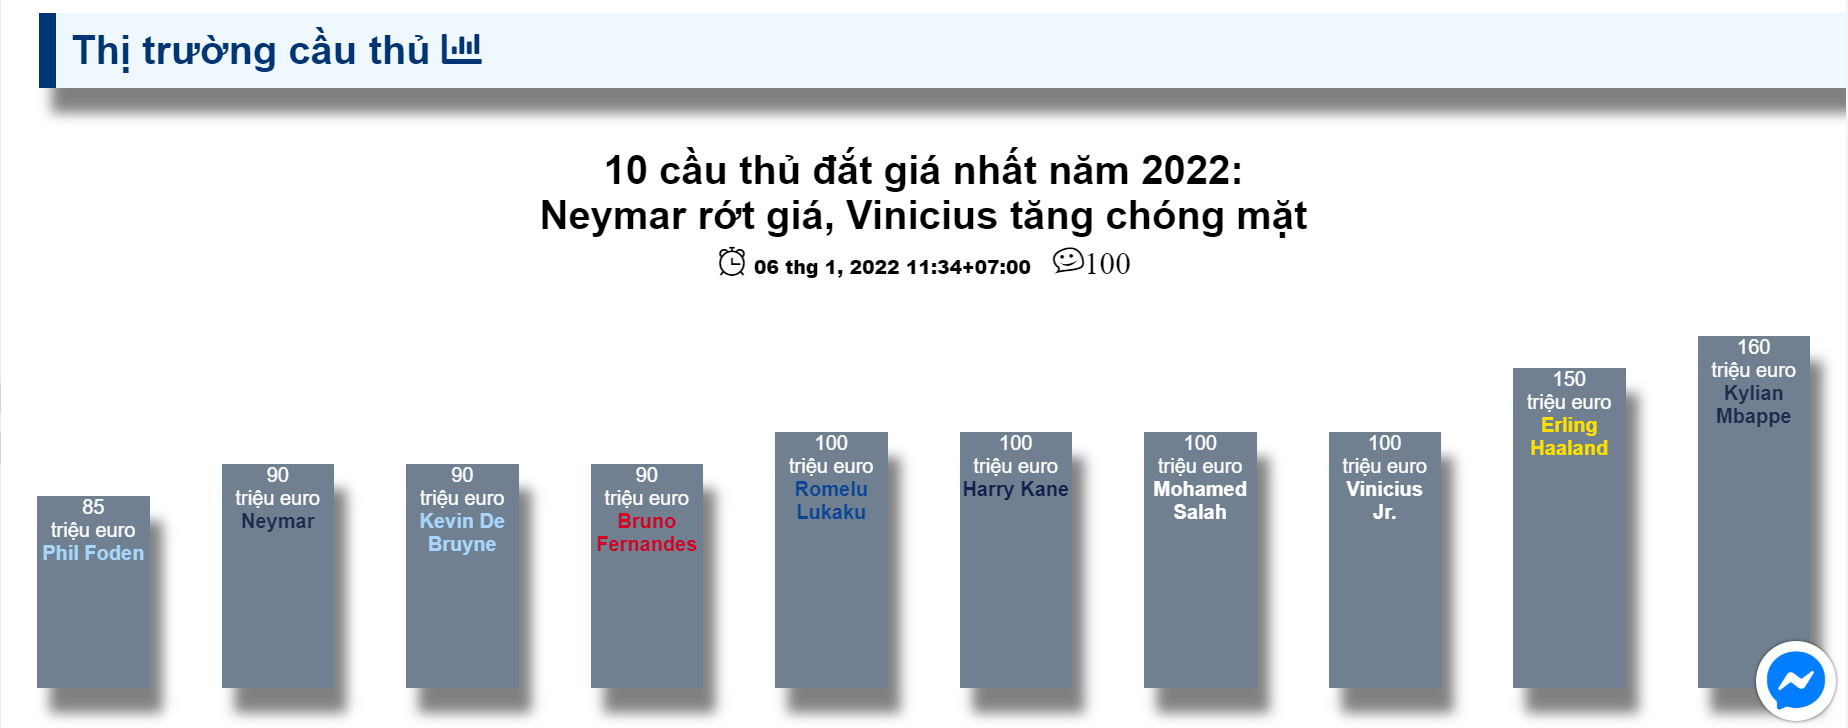 Thị trường cầu thủ
10 cầu thủ đắt giá nhất năm 2022:
Neymar rớt giá, Vinicius tăng chóng mặt
06 thg 1, 2022 11:34+07:00 100
85
triệu euro
Phil Foden
90
triệu euro
Neymar
90
triệu euro
Kevin De
Bruyne
90
triệu euro
Bruno
Fernandes
100
triệu euro
Romelu
Lukaku
100
triệu euro
Harry Kane
100
triệu euro
Mohamed
Salah
100
triệu euro
Vinicius
Jr.
150
triệu euro
Erling
Haaland
160
triệu euro
Kylian
Mbappe